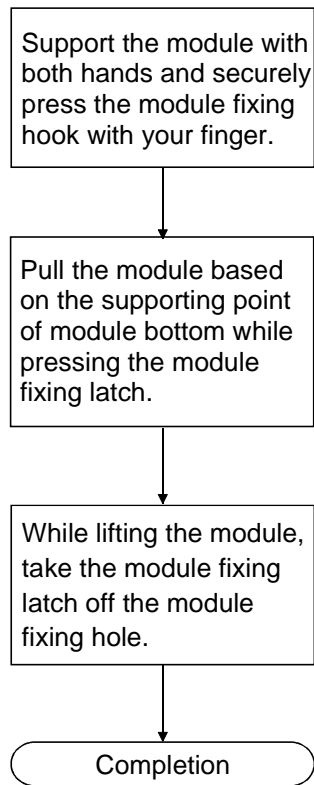 Support the module with
both hands and securely
press the module fixing
hook with your finger.
Pull the module based
on the supporting point
of module bottom while
pressing the module
fixing latch.
While lifting the module,
take the module fixing
latch off the module
fixing hole.
Completion